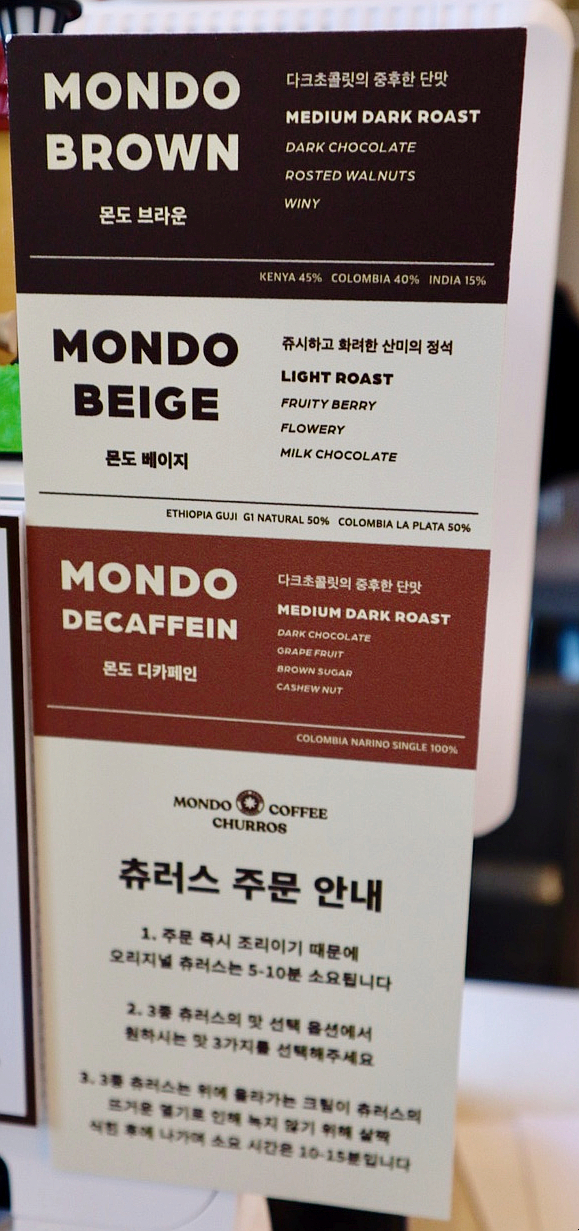 MONDO
BROWN
몬도 브라운
다크초콜릿의 중후한 단맛
MEDIUM DARK ROAST
DARK CHOCOLATE
ROSTED WALNUTS
WINY
KENYA 45% COLOMBIA 40% INDIA 15%
MONDO
BEIGE
몬도 베이지
쥬시하고 화려한 산미의 정석
LIGHT ROAST
FRUITY BERRY
FLOWERY
MILK CHOCOLATE
ETHIOPIA GUJI G1 NATURAL 50% COLOMBIA LA PLATA 50%
MONDO
DECAFFEIN
몬도 디카페인
다크초콜릿의 중후한 단맛
MEDIUM DARK ROAST
DARK CHOCOLATE
GRAPE FRUIT
BROWN SUGAR
CASHEW NUT
COLOMBIA NARINO SINGLE 100%
MONDO COFFEE
CHURROS
츄러스 주문 안내
1. 주문 즉시 조리이기 때문에
오리지널 츄러스는 5-10분 소요됩니다
2. 3종 츄러스의 맛 선택 옵션에서
원하시는 맛 3가지를 선택해주세요
3. 3종 츄러스는 위에 올라가는 크림이 츄러스의
뜨거운 열기로 인해 녹지 않기 위해 살짝
식힌 후에 나가며 소요 시간은 10-15분입니다